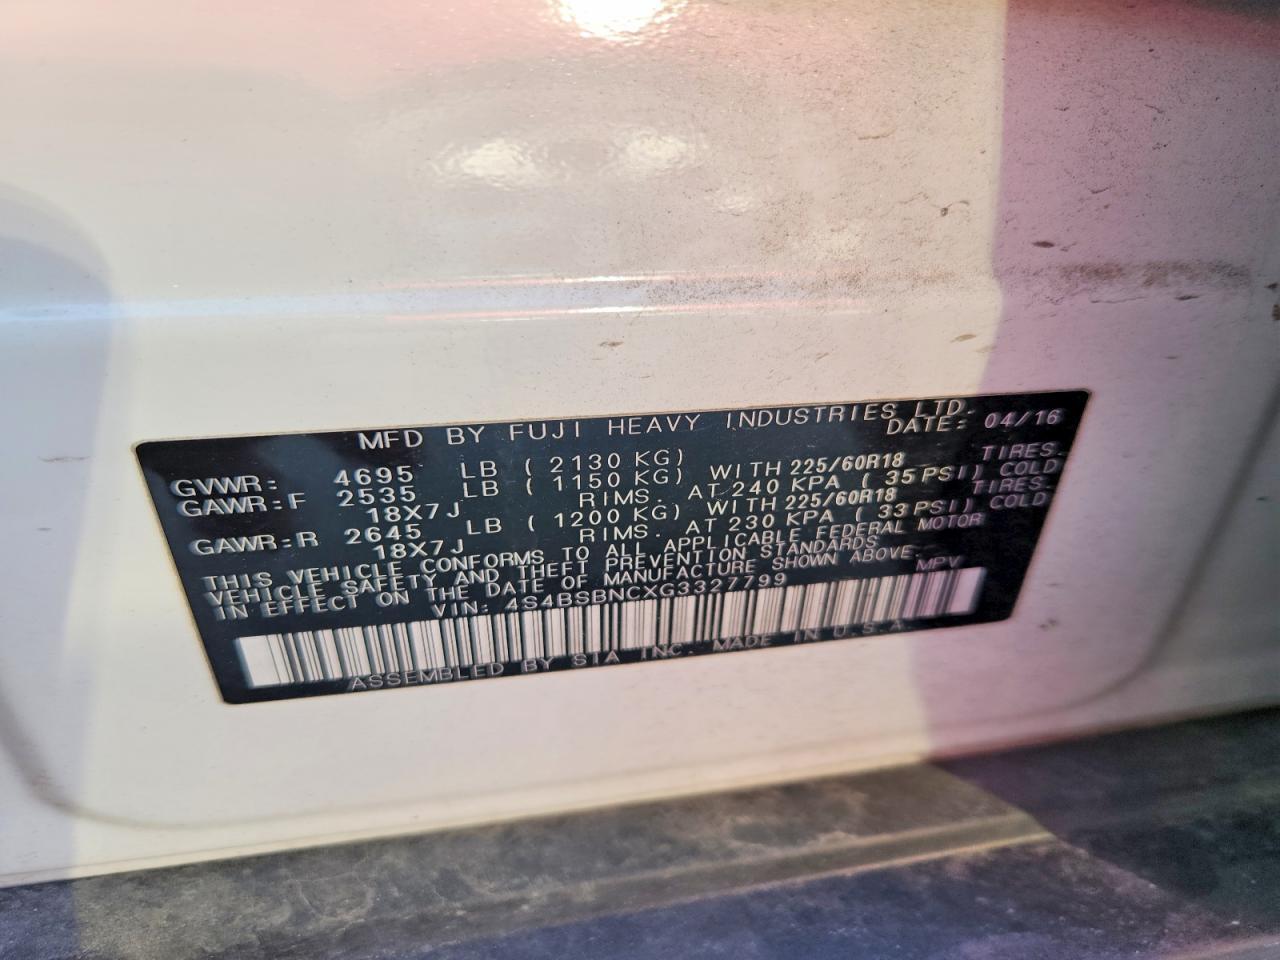 MFD BY FUJI HEAVY INDUSTRIES LTD.
DATE: 04/16
GVWR: 4695 LB ( 2130 KG)
GAWR:F 2535 LB ( 1150 KG) WITH 225/60R18 TIRES.
18X7J RIMS. AT 240 KPA ( 35 PSI) COLD
GAWR:R 2645 LB ( 1200 KG) WITH 225/60R18 TIRES.
18X7J RIMS. AT 230 KPA ( 33 PSI) COLD
THIS VEHICLE CONFORMS TO ALL APPLICABLE FEDERAL MOTOR
VEHICLE SAFETY AND THEFT PREVENTION STANDARDS
IN EFFECT ON THE DATE OF MANUFACTURE SHOWN ABOVE.
VIN: 4S4BSBNCXG3327799 MPV
ASSEMBLED BY SIA INC. MADE IN U.S.A.